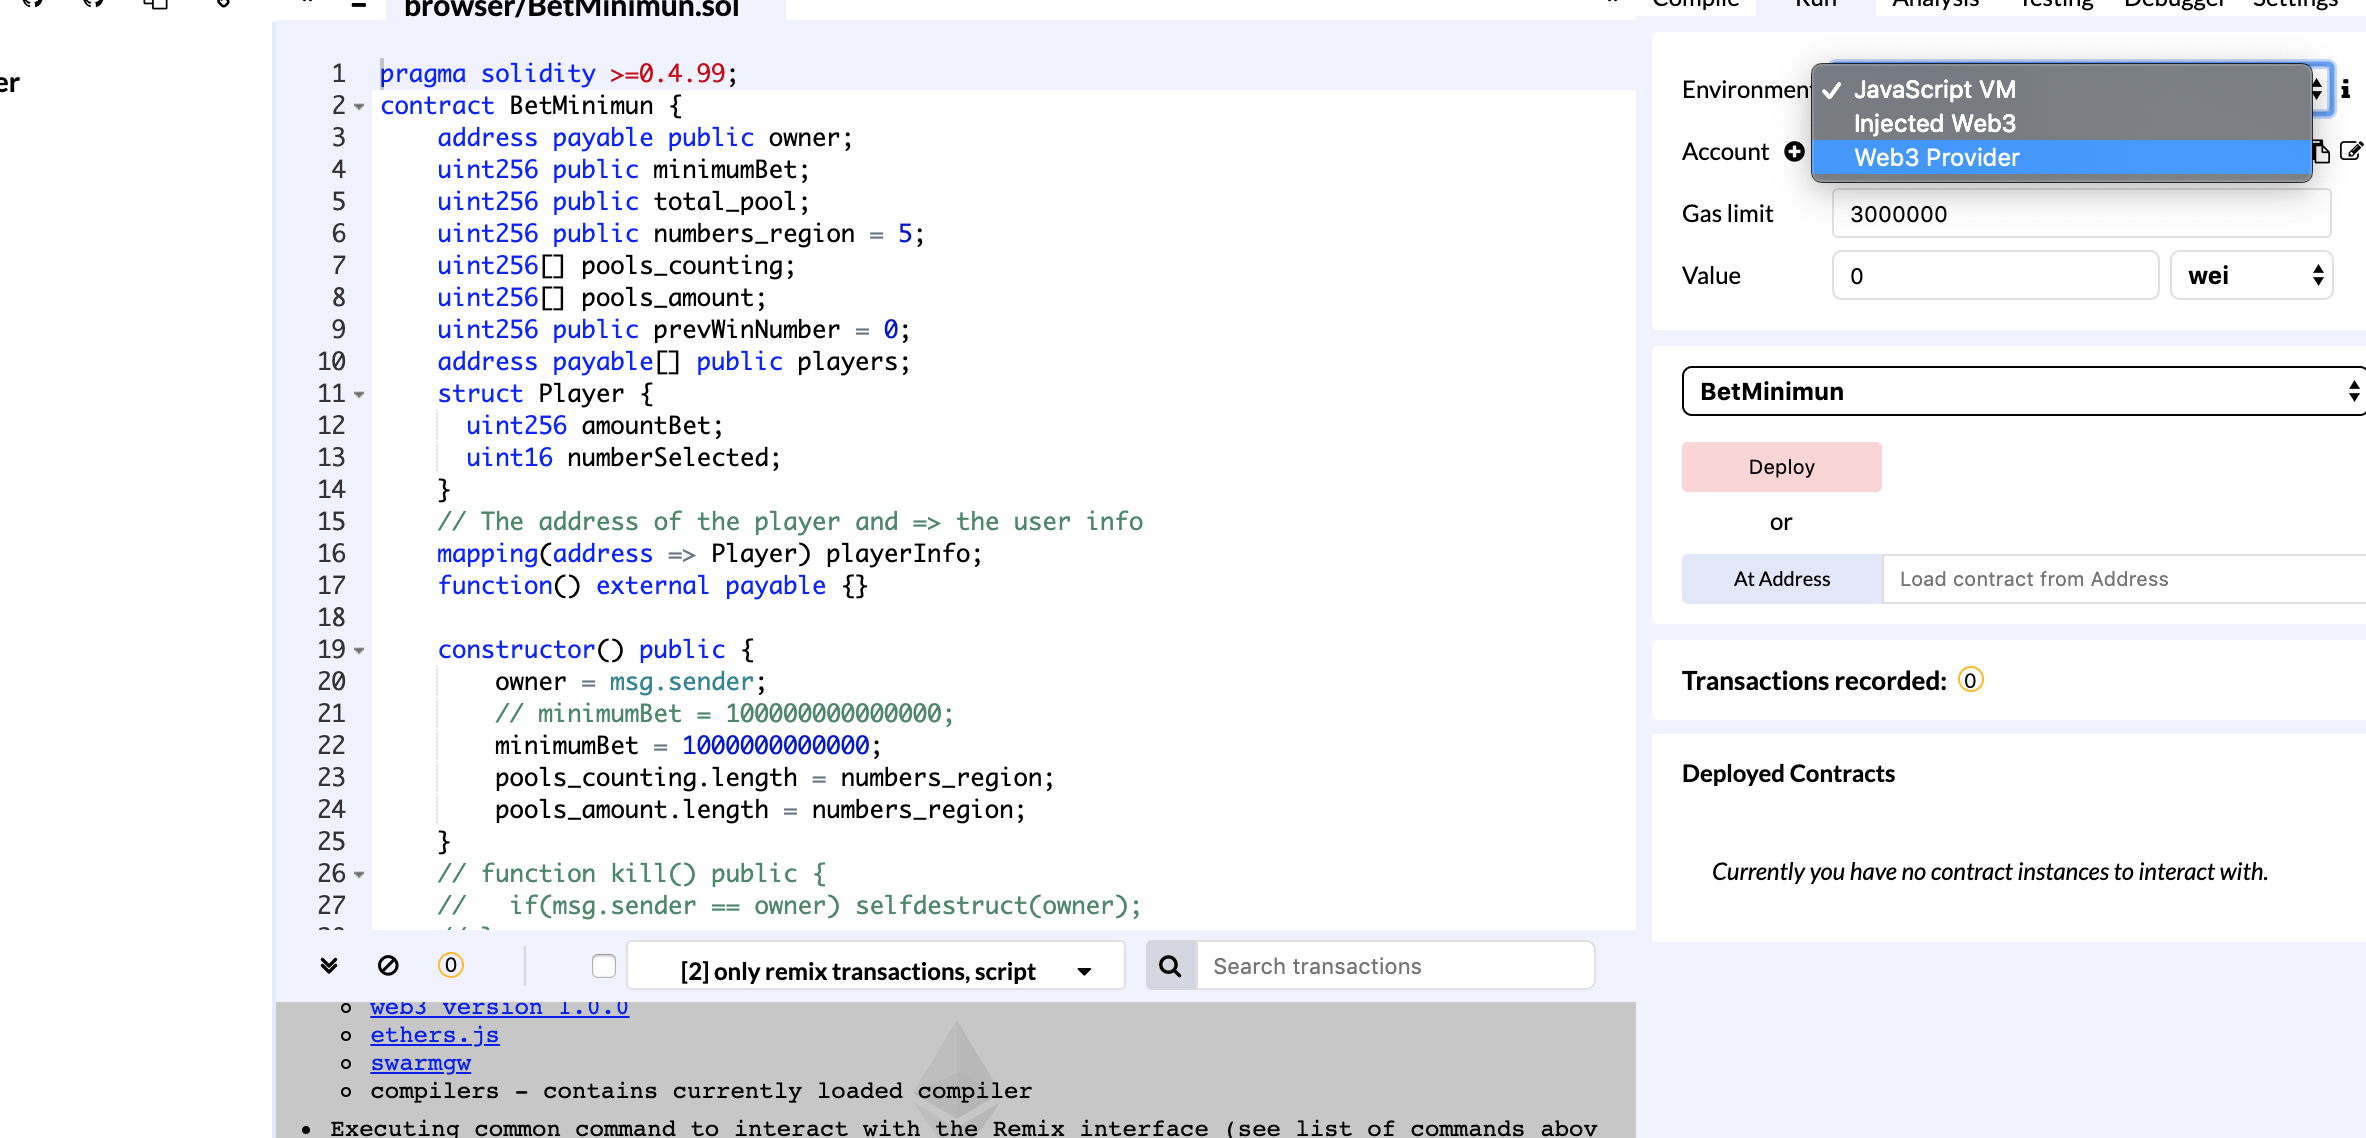 browser/BetMinimun.sol
Compile Run Analysis Testing Debugger Settings
er
1 pragma solidity >=0.4.99;
2 contract BetMinimun {
3 address payable public owner;
4 uint256 public minimumBet;
5 uint256 public total_pool;
6 uint256 public numbers_region = 5;
7 uint256[] pools_counting;
8 uint256[] pools_amount;
9 uint256 public prevWinNumber = 0;
10 address payable[] public players;
11 struct Player {
12 uint256 amountBet;
13 uint16 numberSelected;
14 }
15 // The address of the player and => the user info
16 mapping(address => Player) playerInfo;
17 function() external payable {}
18
19 constructor() public {
20 owner = msg.sender;
21 // minimumBet = 100000000000000;
22 minimumBet = 1000000000000;
23 pools_counting.length = numbers_region;
24 pools_amount.length = numbers_region;
25 }
26 // function kill() public {
27 // if(msg.sender == owner) selfdestruct(owner);
0
[2] only remix transactions, script
Search transactions
web3 version 1.0.0
ethers.js
swarmgw
compilers - contains currently loaded compiler
Executing common command to interact with the Remix interface (see list of commands abov
Environment
✓ JavaScript VM
Injected Web3
Web3 Provider
Account
Gas limit 3000000
Value 0 wei
BetMinimun
Deploy
or
At Address Load contract from Address
Transactions recorded: 0
Deployed Contracts
Currently you have no contract instances to interact with.